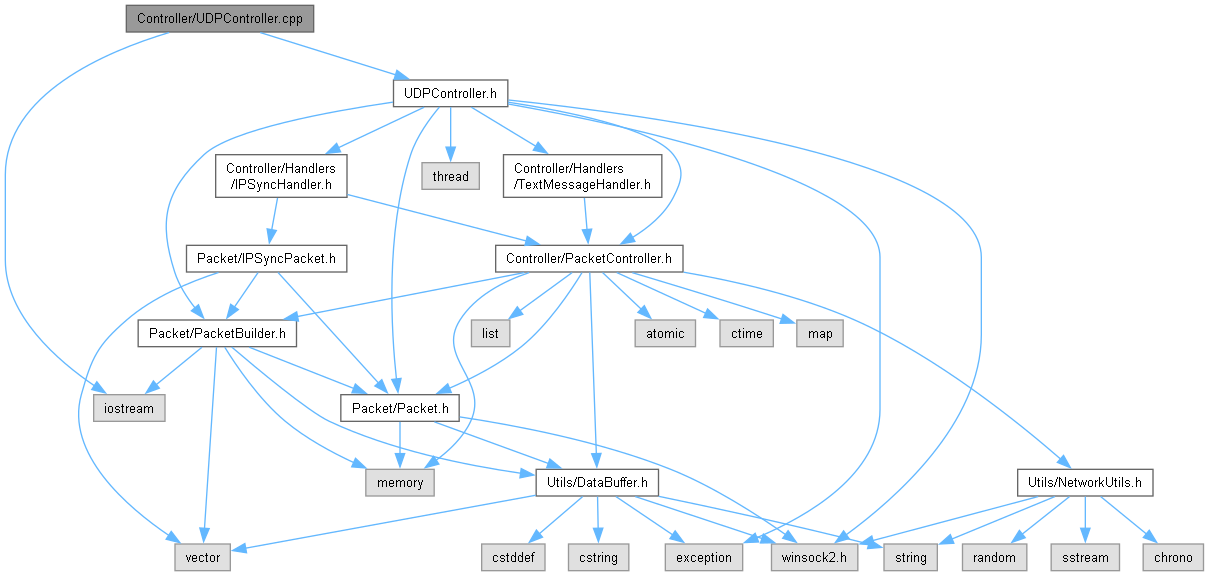 Controller/UDPController.cpp
UDPController.h
Controller/Handlers
/IPSyncHandler.h
thread
Controller/Handlers
/TextMessageHandler.h
Packet/IPSyncPacket.h
Controller/PacketController.h
Packet/PacketBuilder.h
list
atomic
ctime
map
iostream
Packet/Packet.h
memory
Utils/DataBuffer.h
Utils/NetworkUtils.h
vector
cstddef
cstring
exception
winsock2.h
string
random
sstream
chrono